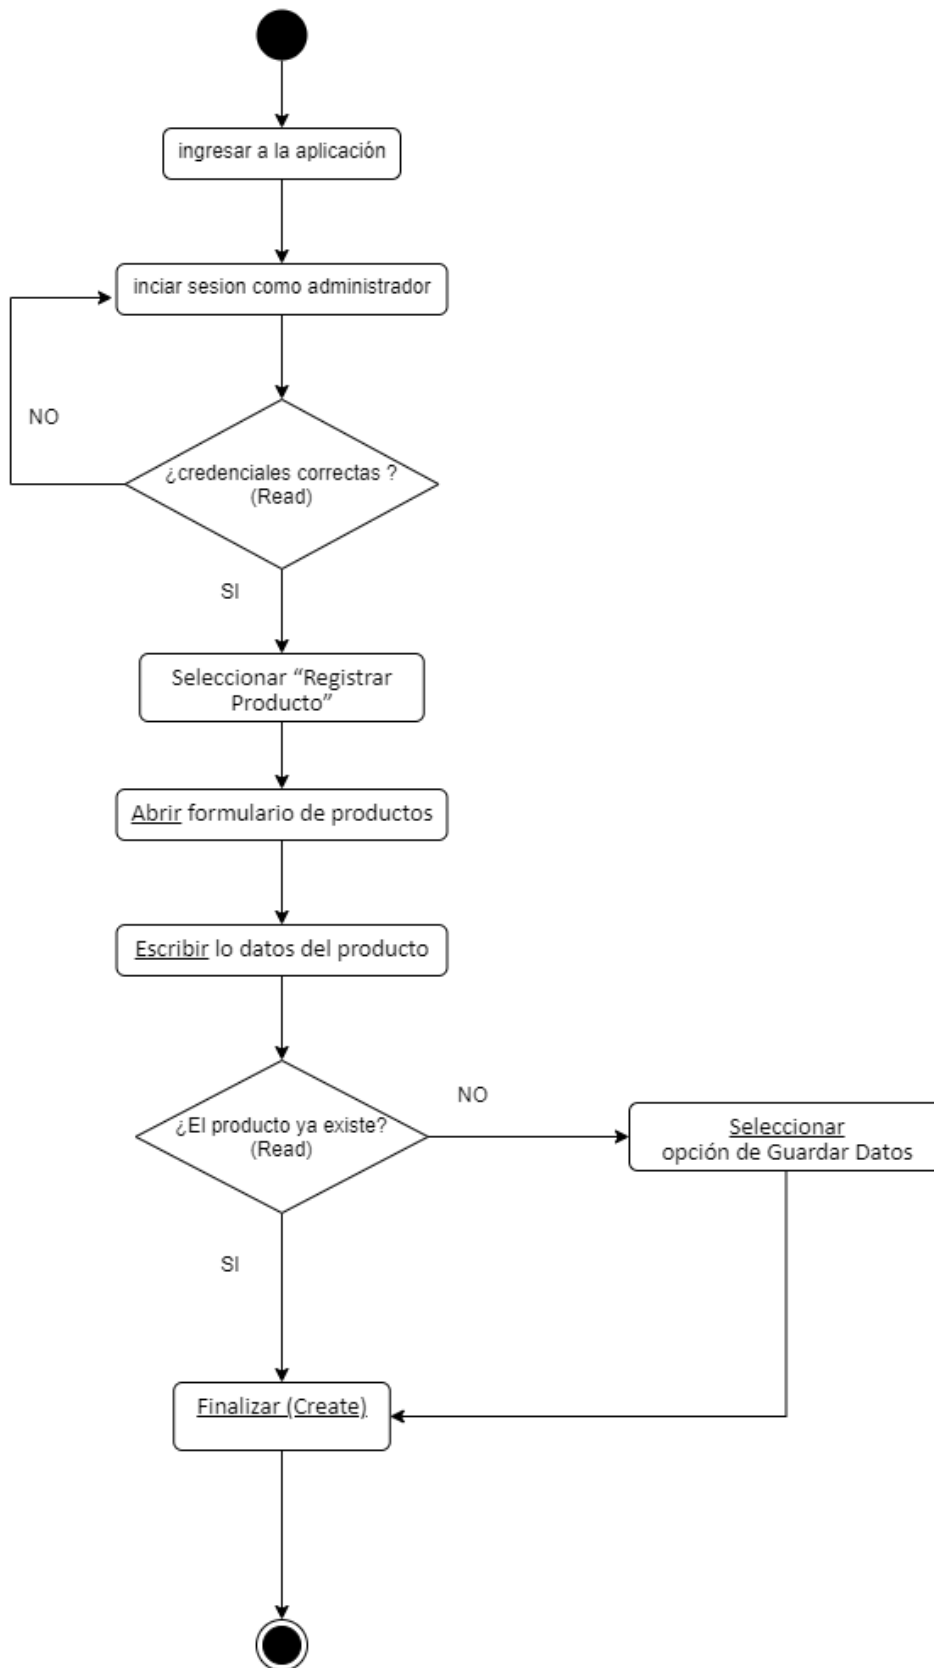 ingresar a la aplicación
inciar sesion como administrador
NO
¿credenciales correctas ?
(Read)
SI
Seleccionar “Registrar
Producto”
Abrir formulario de productos
Escribir lo datos del producto
¿El producto ya existe?
(Read)
NO
Seleccionar
opción de Guardar Datos
SI
Finalizar (Create)